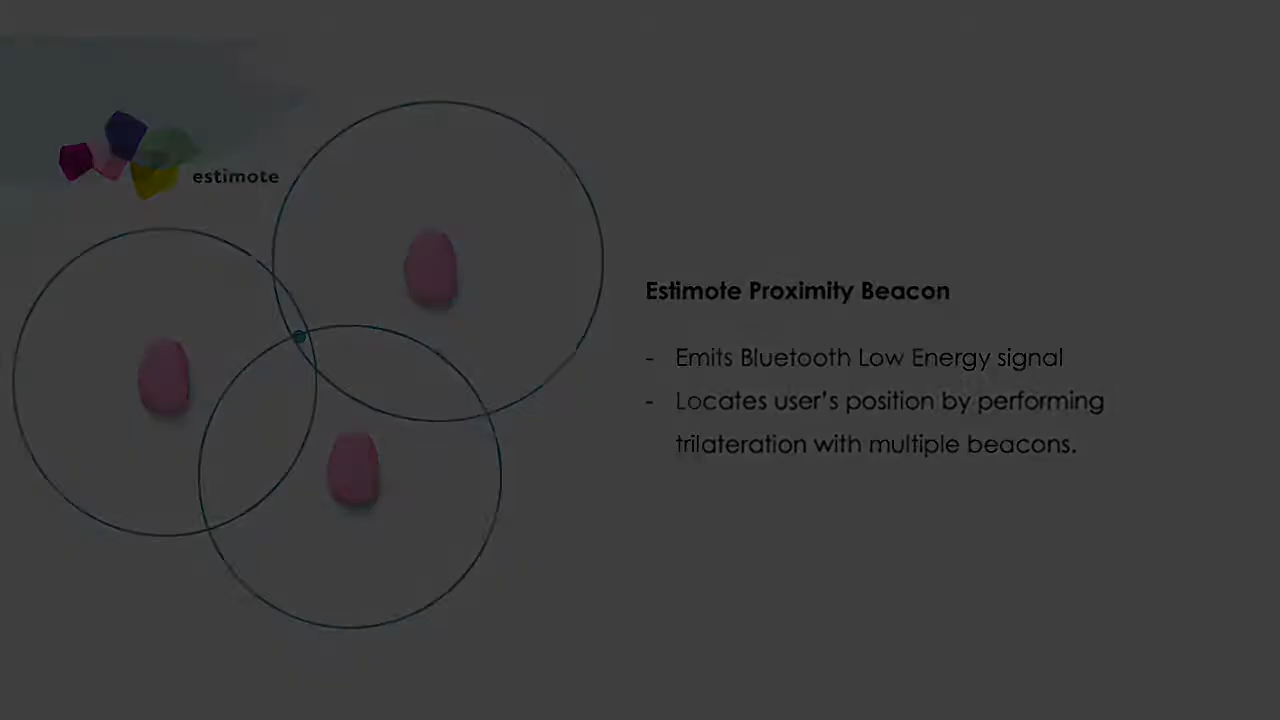 estimote
Estimote Proximity Beacon
- Emits Bluetooth Low Energy signal
- Locates user's position by performing
trilateration with multiple beacons.